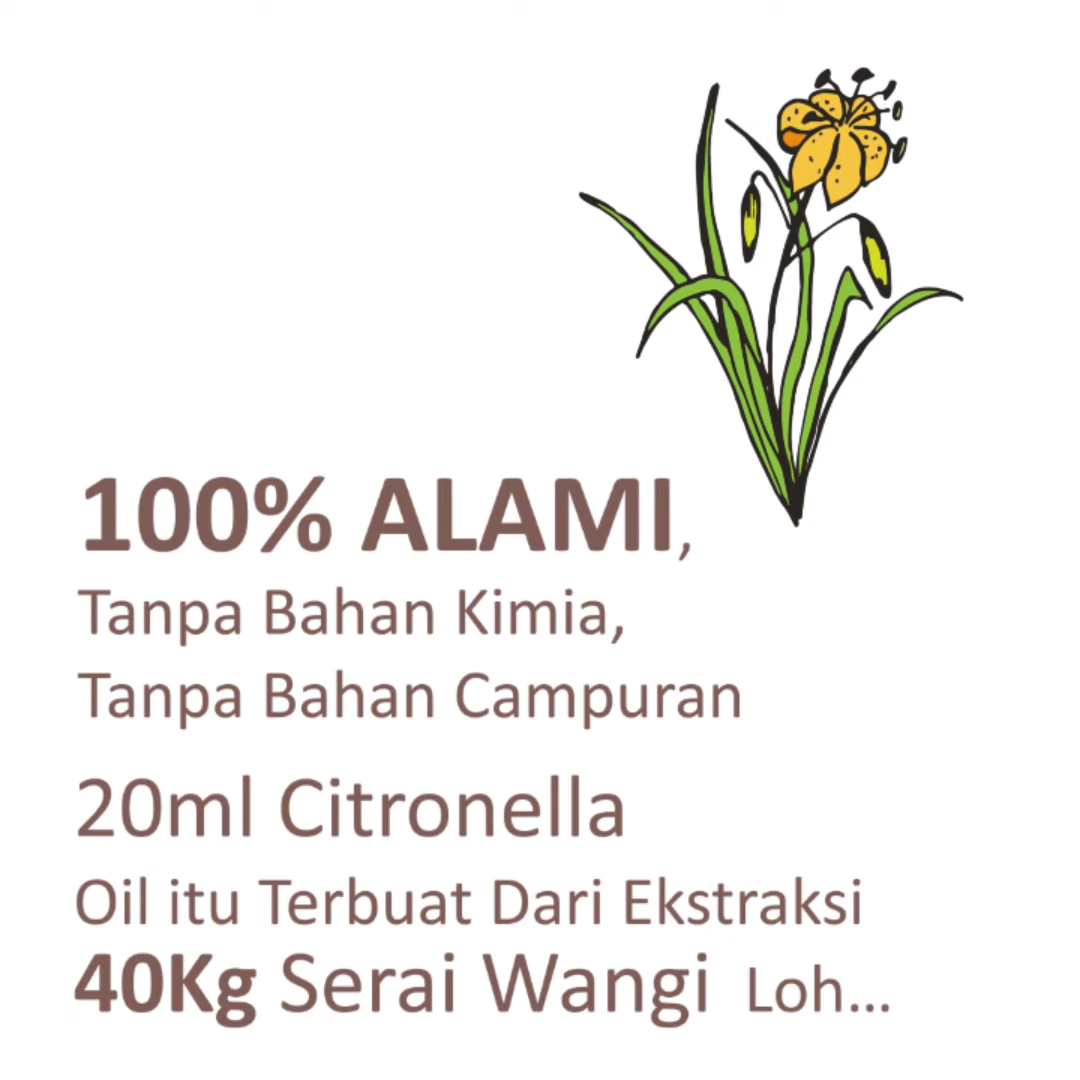 100% ALAMI,
Tanpa Bahan Kimia,
Tanpa Bahan Campuran
20ml Citronella
Oil itu Terbuat Dari Ekstraksi
40Kg Serai Wangi Loh...